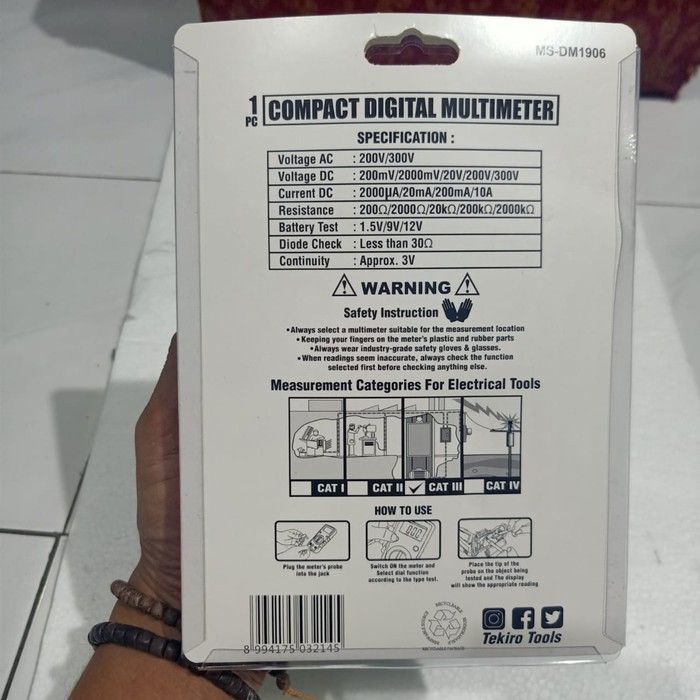 MS-DM1906
1 PC COMPACT DIGITAL MULTIMETER
SPECIFICATION :
Voltage AC : 200V/300V
Voltage DC : 200mV/2000mV/20V/200V/300V
Current DC : 2000µA/20mA/200mA/10A
Resistance : 200Ω/2000Ω/20kΩ/200kΩ/2000kΩ
Battery Test : 1.5V/9V/12V
Diode Check : Less than 30Ω
Continuity : Approx. 3V
WARNING
Safety Instruction
• Always select a multimeter suitable for the measurement location
• Keeping your fingers on the meter's plastic and rubber parts
• Always wear industry-grade safety gloves & glasses.
• When readings seem inaccurate, always check the function
selected first before checking anything else.
Measurement Categories For Electrical Tools
CAT I CAT II CAT III CAT IV
HOW TO USE
Plug the meter's probe
into the jack
Switch ON the meter and
Select dial function
according to the type test.
Place the tip of the
probe on the object being
tested and The display
will show the appropriate reading
8 994175 032145
RECYCLABLE
Tekiro Tools